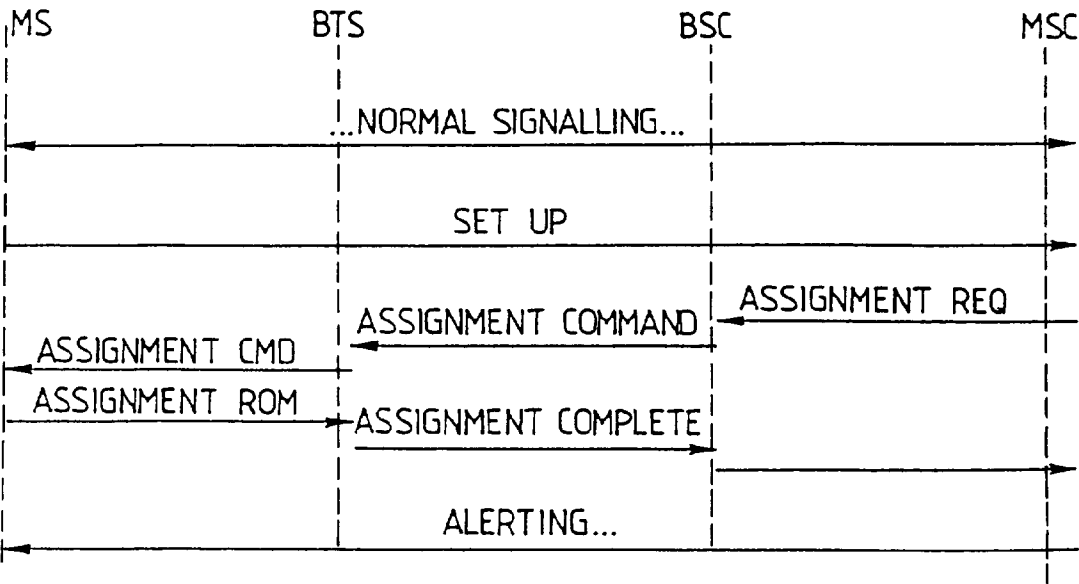 MS BTS BSC MSC
...NORMAL SIGNALLING...
SET UP
ASSIGNMENT REQ
ASSIGNMENT COMMAND
ASSIGNMENT CMD
ASSIGNMENT ROM
ASSIGNMENT COMPLETE
ALERTING...